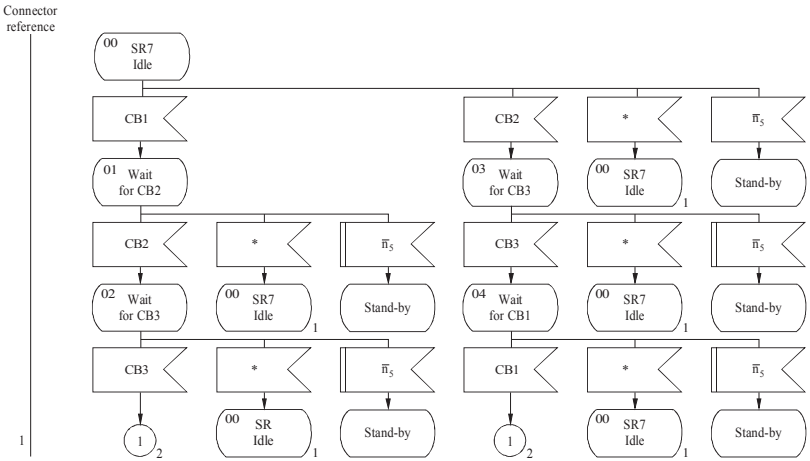 Connector
reference
00 SR7
Idle
CB1
CB2
*
n̅5
01 Wait
for CB2
03 Wait
for CB3
00 SR7
Idle
1
Stand-by
CB2
*
n̅5
CB3
*
n̅5
02 Wait
for CB3
00 SR7
Idle
1
Stand-by
04 Wait
for CB1
00 SR7
Idle
1
Stand-by
CB3
*
n̅5
CB1
*
n̅5
1
1
2
00 SR
Idle
1
Stand-by
1
2
00 SR7
Idle
1
Stand-by